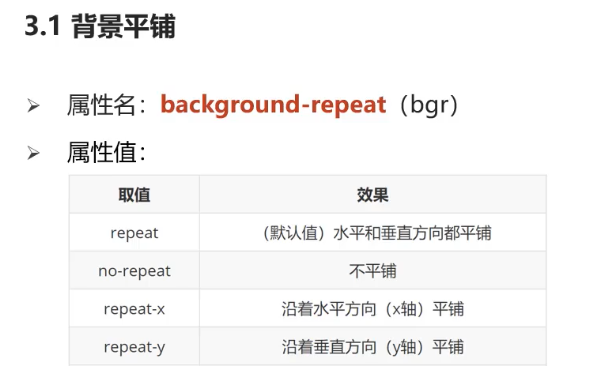 3.1 背景平铺
➢ 属性名：background-repeat（bgr）
➢ 属性值：
取值 效果
repeat （默认值）水平和垂直方向都平铺
no-repeat 不平铺
repeat-x 沿着水平方向（x轴）平铺
repeat-y 沿着垂直方向（y轴）平铺